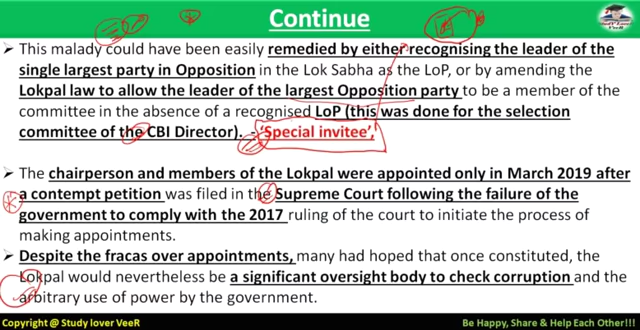 Continue
StudY Lover
VeeR
➢ This malady could have been easily remedied by either recognising the leader of the
single largest party in Opposition in the Lok Sabha as the LoP, or by amending the
Lokpal law to allow the leader of the largest Opposition party to be a member of the
committee in the absence of a recognised LoP (this was done for the selection
committee of the CBI Director). - ‘Special invitee’,
➢ The chairperson and members of the Lokpal were appointed only in March 2019 after
a contempt petition was filed in the Supreme Court following the failure of the
government to comply with the 2017 ruling of the court to initiate the process of
making appointments.
➢ Despite the fracas over appointments, many had hoped that once constituted, the
Lokpal would nevertheless be a significant oversight body to check corruption and the
arbitrary use of power by the government.
Copyright @ Study lover VeeR
Be Happy, Share & Help Each Other!!!